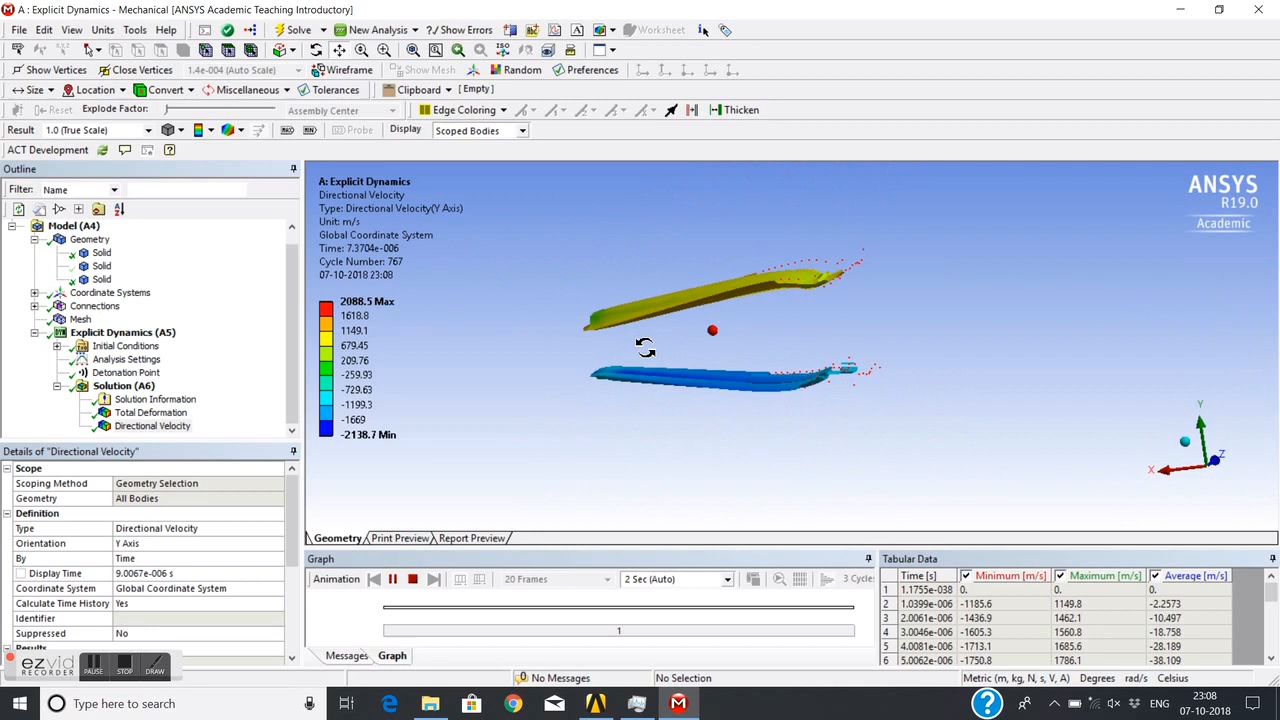 A : Explicit Dynamics - Mechanical [ANSYS Academic Teaching Introductory]
File Edit View Units Tools Help Solve New Analysis Show Errors Worksheet
Show Vertices Close Vertices 1.4e-004 (Auto Scale) Wireframe Show Mesh Random Preferences
Size Location Convert Miscellaneous Tolerances Clipboard [Empty]
Reset Explode Factor: Assembly Center Edge Coloring Thicken
Result 1.0 (True Scale) Probe Display Scoped Bodies
ACT Development
Outline
Filter: Name
Model (A4)
Geometry
Solid
Solid
Solid
Coordinate Systems
Connections
Mesh
Explicit Dynamics (A5)
Initial Conditions
Analysis Settings
Detonation Point
Solution (A6)
Solution Information
Total Deformation
Directional Velocity
Details of "Directional Velocity"
Scope
Scoping Method Geometry Selection
Geometry All Bodies
Definition
Type Directional Velocity
Orientation Y Axis
By Time
Display Time 9.0067e-006 s
Coordinate System Global Coordinate System
Calculate Time History Yes
Identifier
Suppressed No
Results
ezvid
RECORDER
PAUSE STOP DRAW
A: Explicit Dynamics
Directional Velocity
Type: Directional Velocity(Y Axis)
Unit: m/s
Global Coordinate System
Time: 7.3704e-006
Cycle Number: 767
07-10-2018 23:08
2088.5 Max
1618.8
1149.1
679.45
209.76
-259.93
-729.63
-1199.3
-1669
-2138.7 Min
ANSYS
R19.0
Academic
Y
X
Z
Geometry Print Preview Report Preview
Graph
Animation 20 Frames 2 Sec (Auto) 3 Cycle
1
Messages Graph
Tabular Data
Time [s] Minimum [m/s] Maximum [m/s] Average [m/s]
1 1.1755e-038 0. 0. 0.
2 1.0399e-006 -1185.6 1149.8 -2.2573
3 2.0061e-006 -1436.9 1462.1 -10.497
4 3.0046e-006 -1605.3 1560.8 -18.758
5 4.0081e-006 -1713.1 1685.6 -28.189
6 5.0062e-006 -1750.8 1786.1 -38.109
No Messages No Selection Metric (m, kg, N, s, V, A) Degrees rad/s Celsius
Type here to search
ENG 23:08
07-10-2018